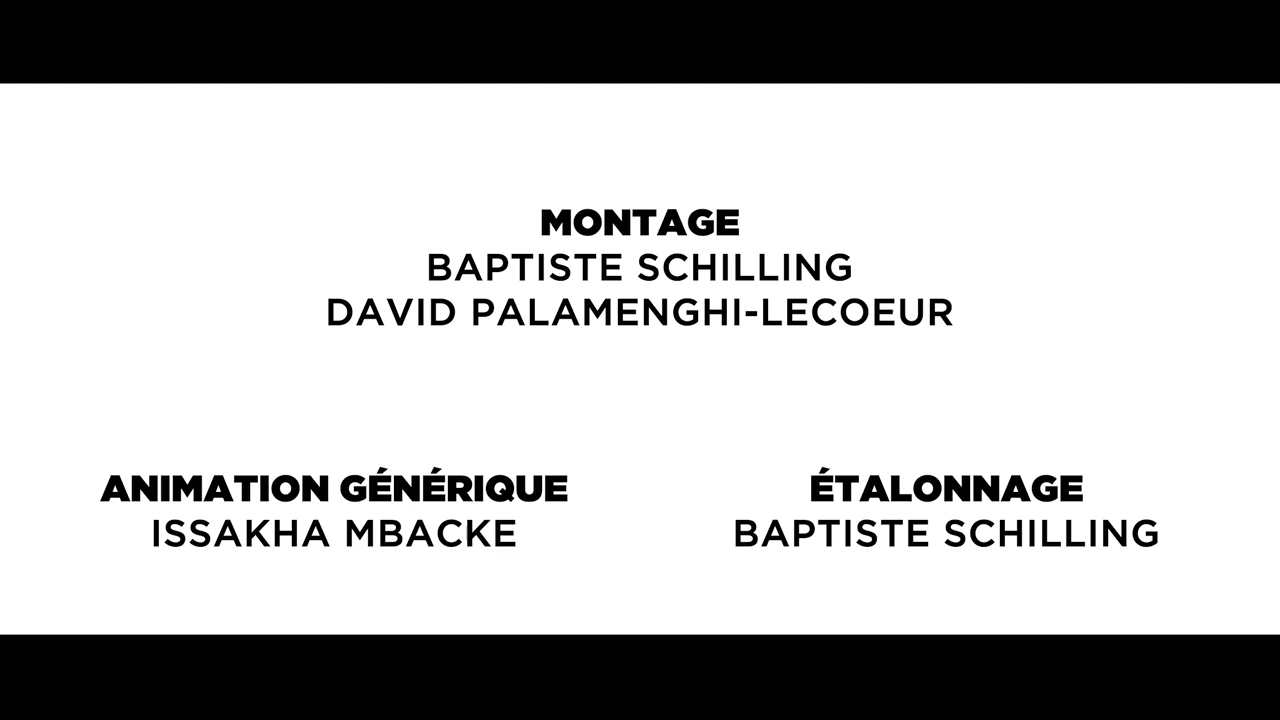 MONTAGE
BAPTISTE SCHILLING
DAVID PALAMENGHI-LECOEUR
ANIMATION GÉNÉRIQUE
ISSAKHA MBACKE
ÉTALONNAGE
BAPTISTE SCHILLING